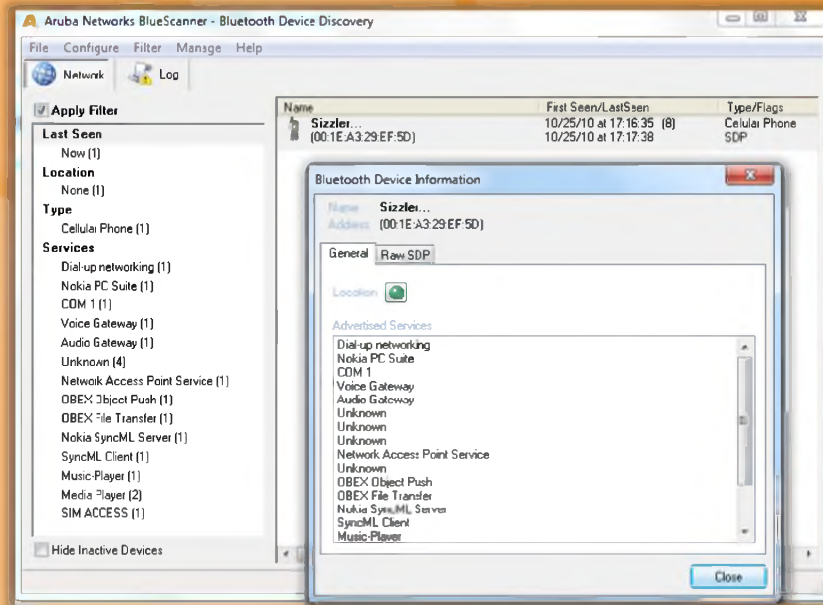 Aruba Networks BlueScanner - Bluetooth Device Discovery
File Configure Filter Manage Help
Network Log
Apply Filter
Last Seen
Now (1)
Location
None (1)
Type
Cellular Phone (1)
Services
Dial-up networking (1)
Nokia PC Suite (1)
COM 1 (1)
Voice Gateway (1)
Audio Gateway (1)
Unknown (4)
Network Access Point Service (1)
OBEX Object Push (1)
OBEX File Transfer (1)
Nokia SyncML Server (1)
SyncML Client (1)
Music-Player (1)
Media Player (2)
SIM ACCESS (1)
Hide Inactive Devices
Name First Seen/LastSeen Type/Flags
Sizzler... 10/25/10 at 17:16:35 (8) Celular Phone
(00:1E:A3:29:EF:5D) 10/25/10 at 17:17:38 SDP
Bluetooth Device Information
Name Sizzler...
Address (00:1E:A3:29:EF:5D)
General Raw SDP
Location
Advertised Services
Dial-up networking
Nokia PC Suite
COM 1
Voice Gateway
Audio Gateway
Unknown
Unknown
Unknown
Network Access Point Service
Unknown
OBEX Object Push
OBEX File Transfer
Nokia SyncML Server
SyncML Client
Music-Player
Close